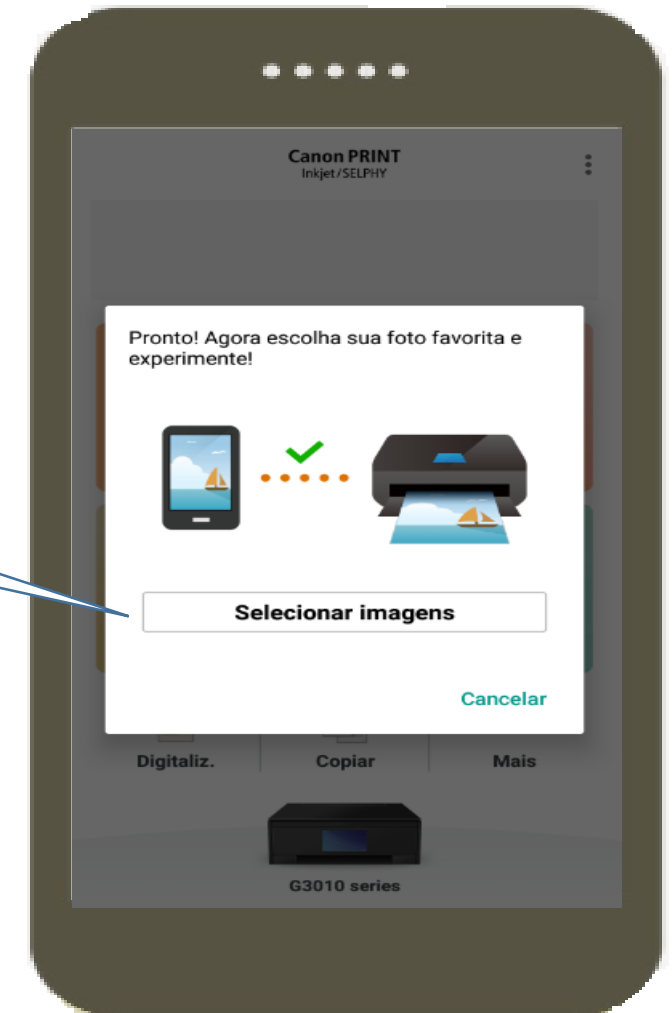 Canon PRINT
Inkjet/SELPHY
Pronto! Agora escolha sua foto favorita e
experimente!
Selecionar imagens
Cancelar
Digitaliz. Copiar Mais
G3010 series